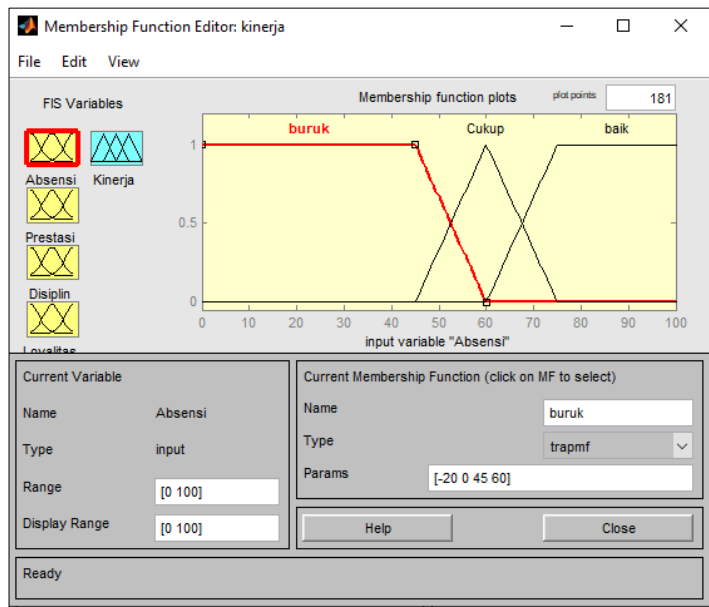 Membership Function Editor: kinerja
File Edit View
FIS Variables
Membership function plots
plot points:
181
Absensi
Kinerja
Prestasi
Disiplin
Loyalitas
buruk
Cukup
baik
1
0.5
0
0 10 20 30 40 50 60 70 80 90 100
input variable "Absensi"
Current Variable
Name Absensi
Type input
Range [0 100]
Display Range [0 100]
Current Membership Function (click on MF to select)
Name buruk
Type trapmf
Params [-20 0 45 60]
Help Close
Ready